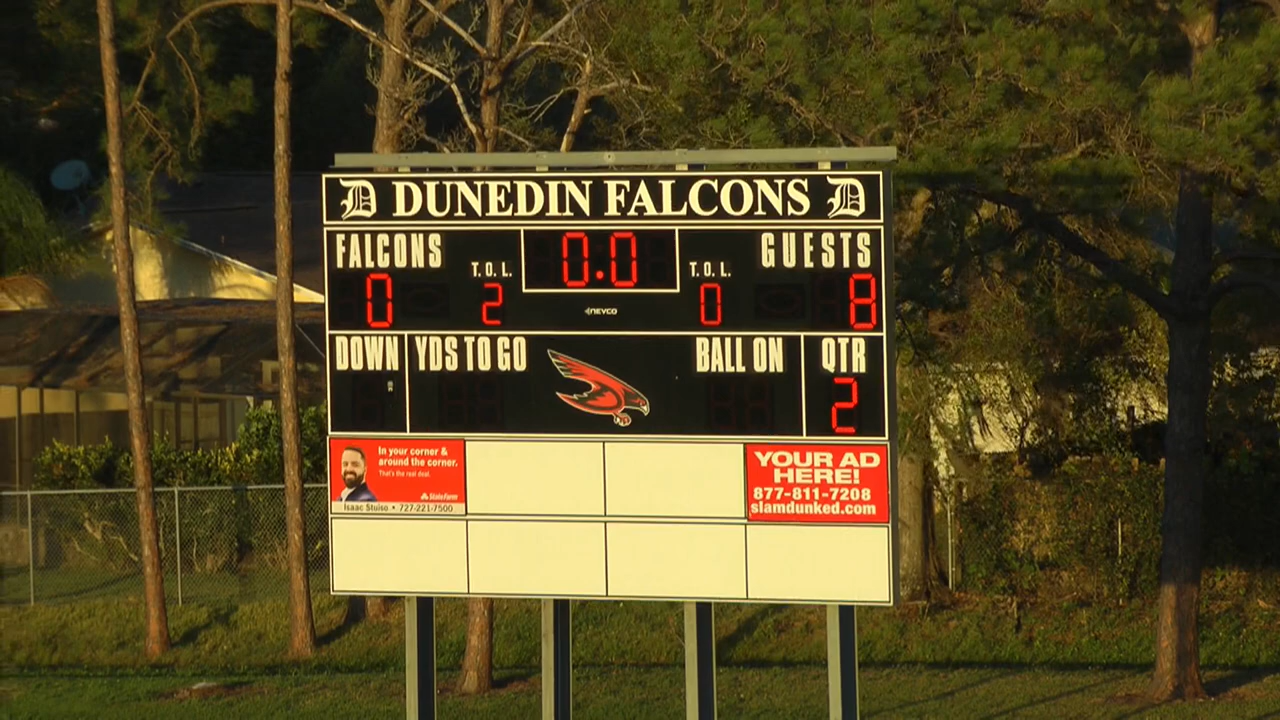 D DUNEDIN FALCONS D
FALCONS 0.0 GUESTS
T.O.L. T.O.L.
0 2 0 8
NEVCO
DOWN YDS TO GO BALL ON QTR
2
In your corner &
around the corner.
That's the real deal.
StateFarm
Isaac Stuiso • 727-221-7500
YOUR AD
HERE!
877-811-7208
slamdunked.com